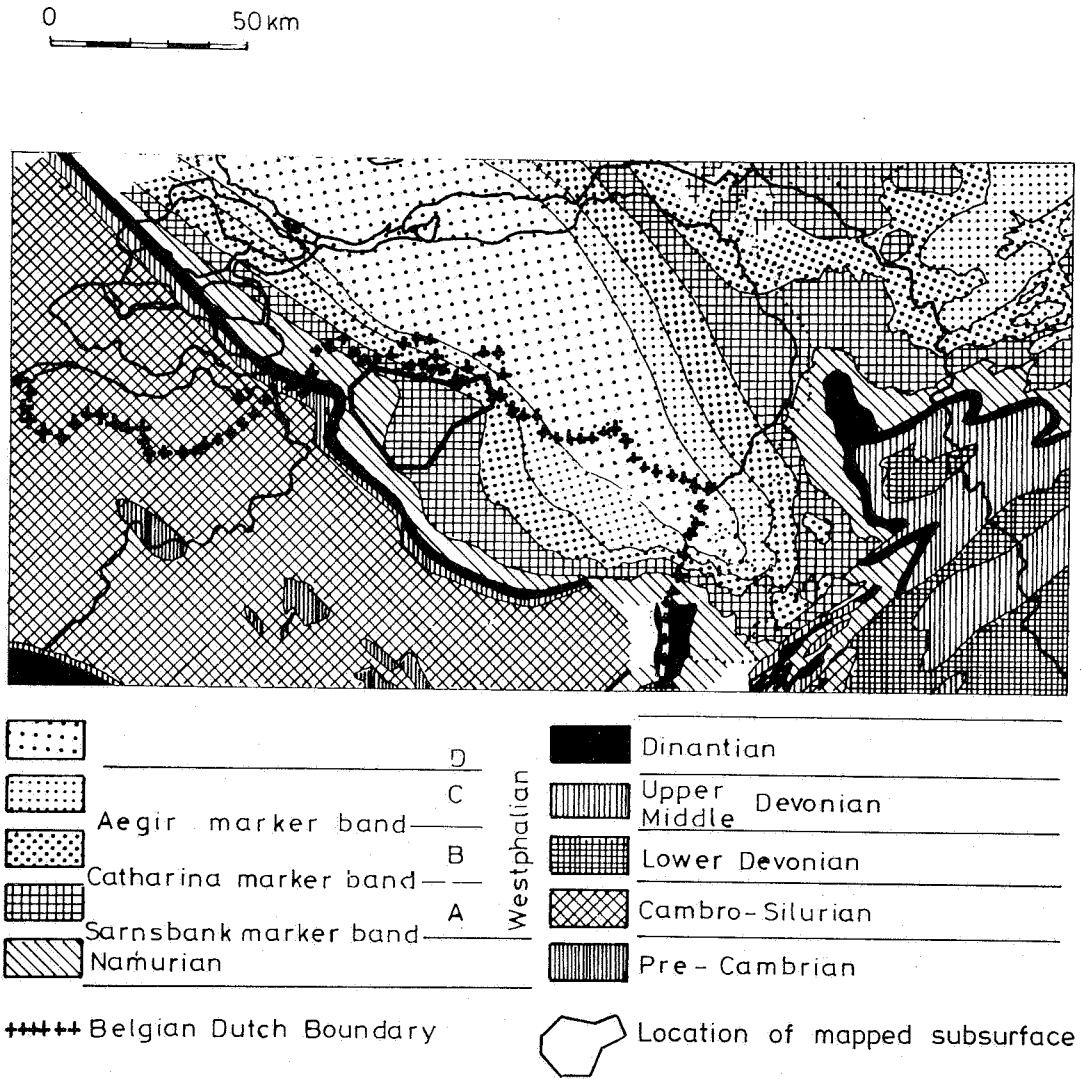 0 50 km
D
C
Aegir marker band
B
Catharina marker band
A
Sarnsbank marker band
Namurian
Westphalian
Dinantian
Upper
Middle Devonian
Lower Devonian
Cambro-Silurian
Pre-Cambrian
Belgian Dutch Boundary
Location of mapped subsurface